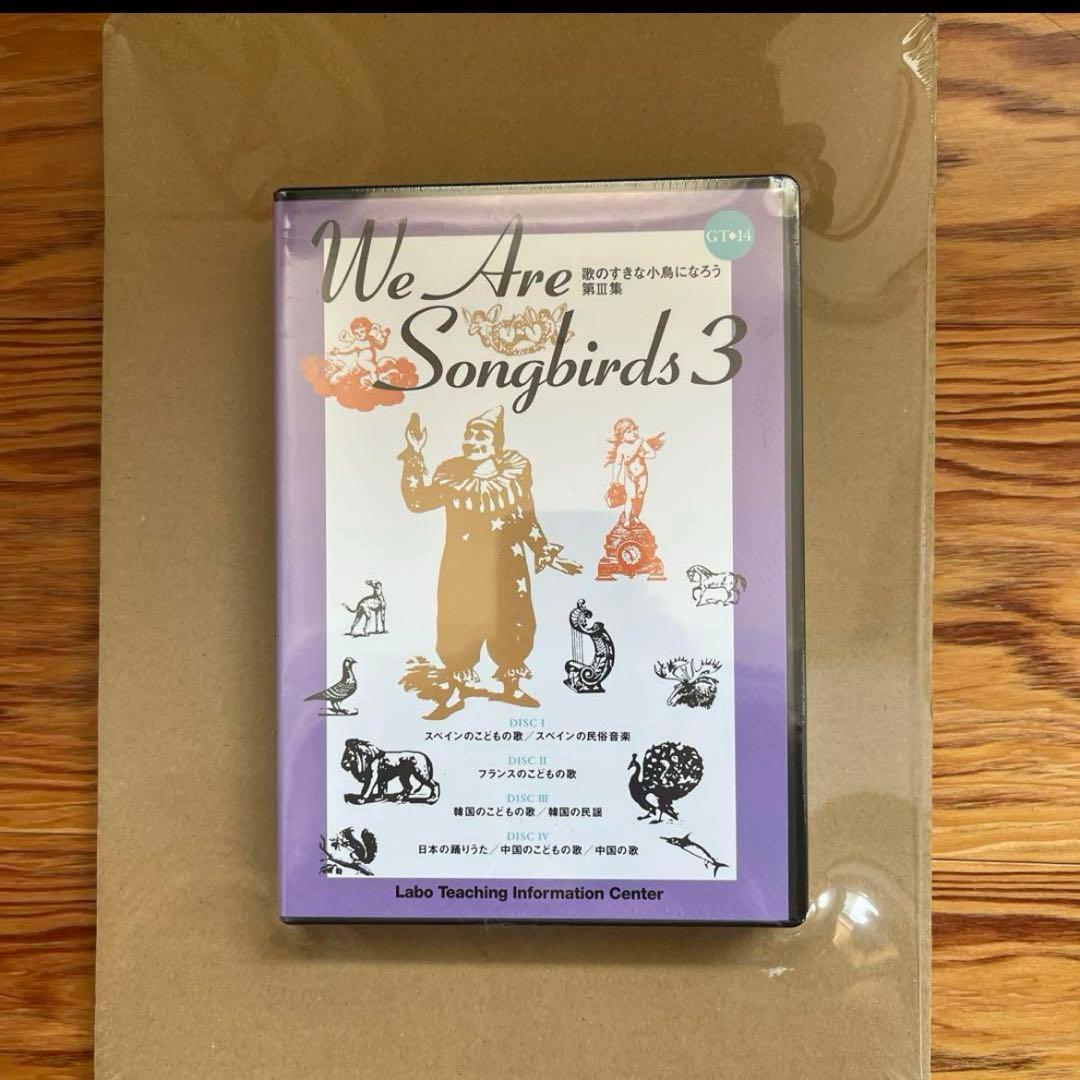 GT◆14
We Are
歌のすきな小鳥になろう
第Ⅲ集
Songbirds 3
DISC I
スペインのこどもの歌／スペインの民俗音楽
DISC II
フランスのこどもの歌
DISC III
韓国のこどもの歌／韓国の民謡
DISC IV
日本の踊りうた／中国のこどもの歌／中国の歌
Labo Teaching Information Center